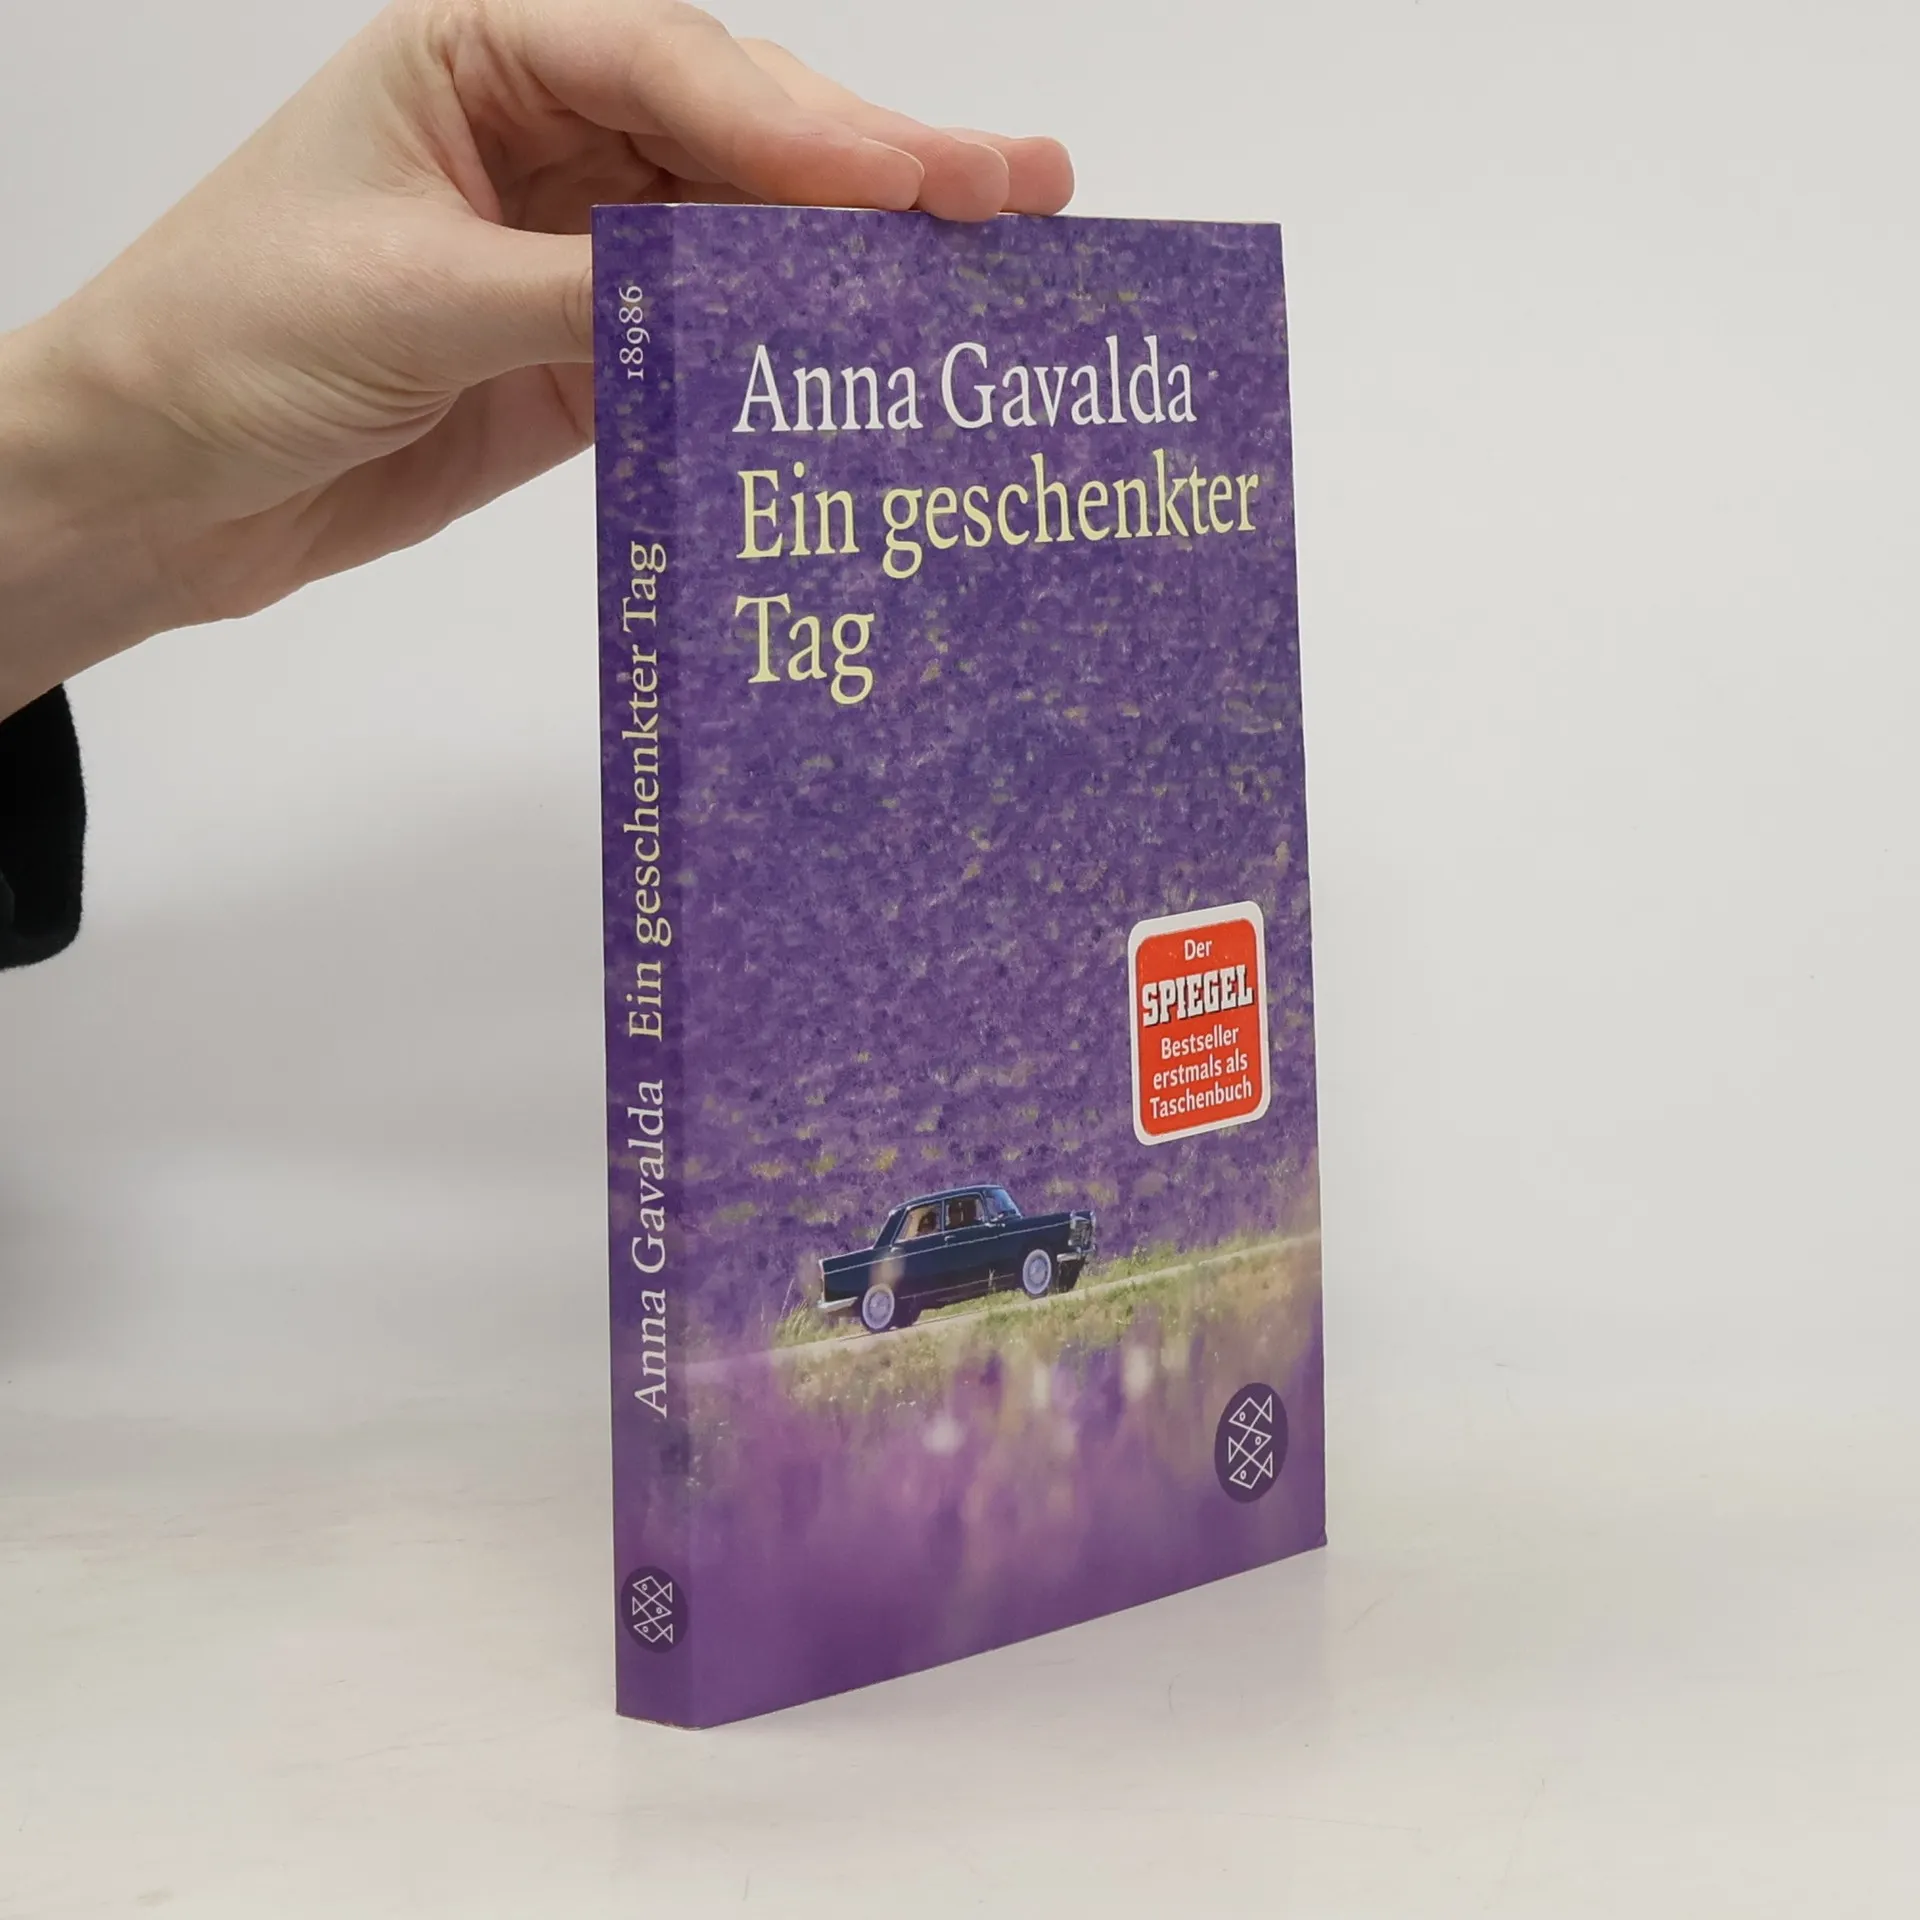 18986
Anna Gavalda Ein geschenkter Tag
Anna Gavalda
Ein geschenkter
Tag
Der
SPIEGEL
Bestseller
erstmals als
Taschenbuch